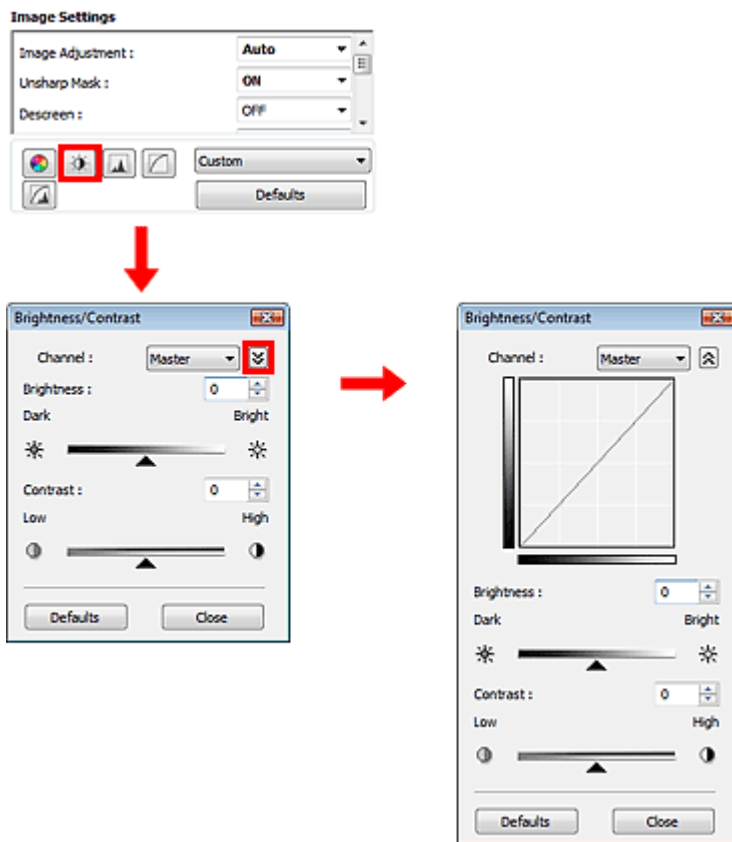 Image Settings
Image Adjustment : Auto
Unsharp Mask : ON
Descreen : OFF
Custom
Defaults
Brightness/Contrast
Channel : Master
Brightness : 0
Dark Bright
Contrast : 0
Low High
Defaults Close
Brightness/Contrast
Channel : Master
Brightness : 0
Dark Bright
Contrast : 0
Low High
Defaults Close